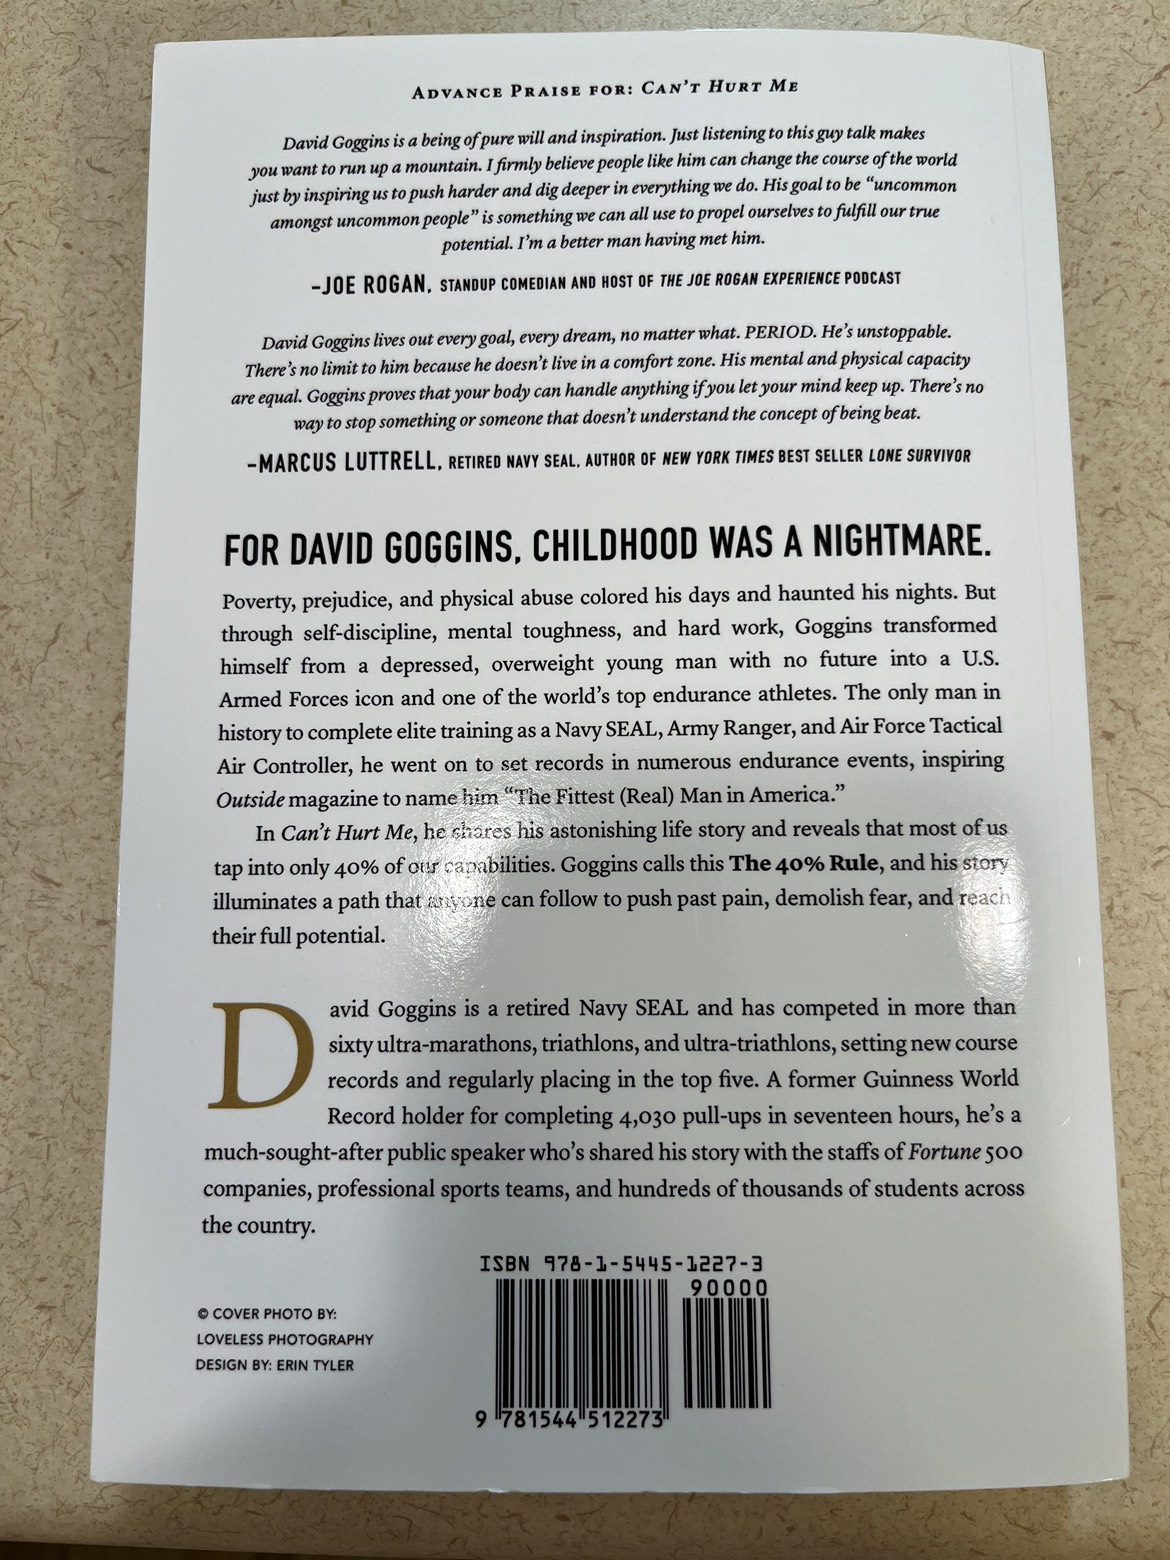 ADVANCE PRAISE FOR: CAN'T HURT ME
David Goggins is a being of pure will and inspiration. Just listening to this guy talk makes
you want to run up a mountain. I firmly believe people like him can change the course of the world
just by inspiring us to push harder and dig deeper in everything we do. His goal to be “uncommon
amongst uncommon people” is something we can all use to propel ourselves to fulfill our true
potential. I'm a better man having met him.
–JOE ROGAN, STANDUP COMEDIAN AND HOST OF THE JOE ROGAN EXPERIENCE PODCAST
David Goggins lives out every goal, every dream, no matter what. PERIOD. He's unstoppable.
There's no limit to him because he doesn't live in a comfort zone. His mental and physical capacity
are equal. Goggins proves that your body can handle anything if you let your mind keep up. There's no
way to stop something or someone that doesn't understand the concept of being beat.
–MARCUS LUTTRELL, RETIRED NAVY SEAL, AUTHOR OF NEW YORK TIMES BEST SELLER LONE SURVIVOR
FOR DAVID GOGGINS, CHILDHOOD WAS A NIGHTMARE.
Poverty, prejudice, and physical abuse colored his days and haunted his nights. But
through self-discipline, mental toughness, and hard work, Goggins transformed
himself from a depressed, overweight young man with no future into a U.S.
Armed Forces icon and one of the world's top endurance athletes. The only man in
history to complete elite training as a Navy SEAL, Army Ranger, and Air Force Tactical
Air Controller, he went on to set records in numerous endurance events, inspiring
Outside magazine to name him “The Fittest (Real) Man in America.”
In Can't Hurt Me, he shares his astonishing life story and reveals that most of us
tap into only 40% of our capabilities. Goggins calls this The 40% Rule, and his story
illuminates a path that anyone can follow to push past pain, demolish fear, and reach
their full potential.
David Goggins is a retired Navy SEAL and has competed in more than
sixty ultra-marathons, triathlons, and ultra-triathlons, setting new course
records and regularly placing in the top five. A former Guinness World
Record holder for completing 4,030 pull-ups in seventeen hours, he's a
much-sought-after public speaker who's shared his story with the staffs of Fortune 500
companies, professional sports teams, and hundreds of thousands of students across
the country.
ISBN 978-1-5445-1227-3
90000
© COVER PHOTO BY:
LOVELESS PHOTOGRAPHY
DESIGN BY: ERIN TYLER
9 781544 512273